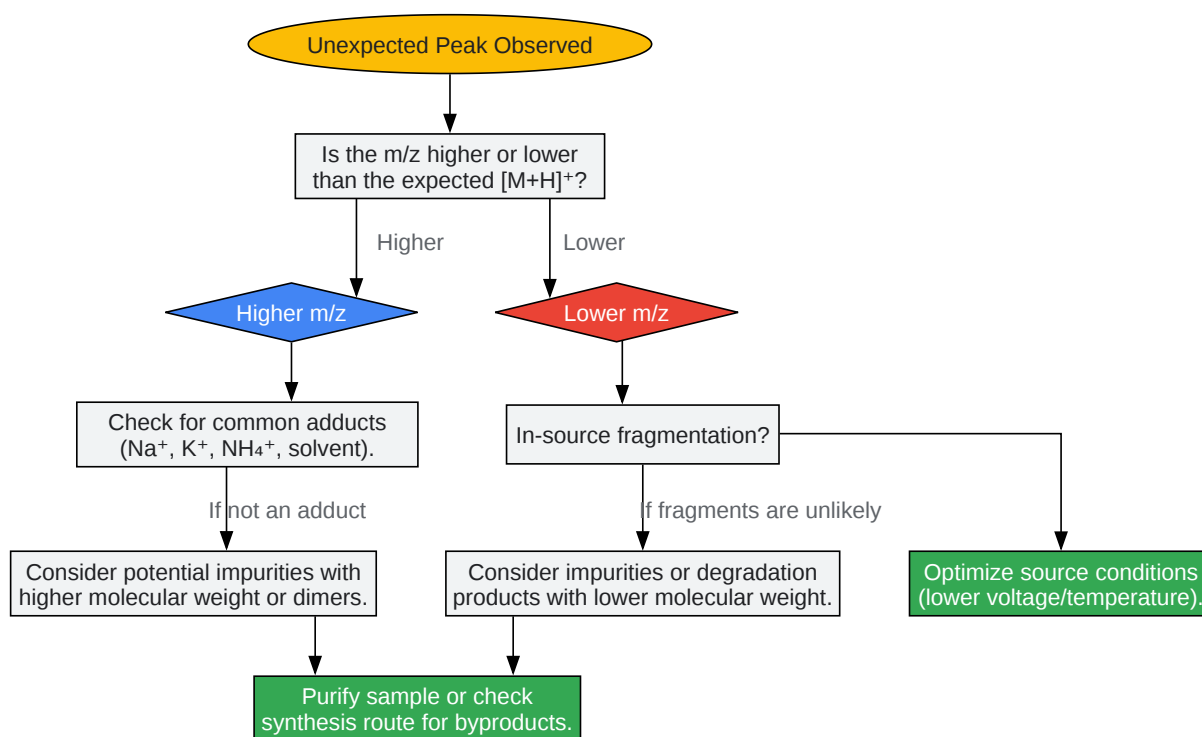 Unexpected Peak Observed
Is the m/z higher or lower
than the expected [M+H]⁺?
Higher
Lower
Higher m/z
Lower m/z
Check for common adducts
(Na⁺, K⁺, NH₄⁺, solvent).
In-source fragmentation?
If not an adduct
If fragments are unlikely
Consider potential impurities with
higher molecular weight or dimers.
Consider impurities or degradation
products with lower molecular weight.
Optimize source conditions
(lower voltage/temperature).
Purify sample or check
synthesis route for byproducts.